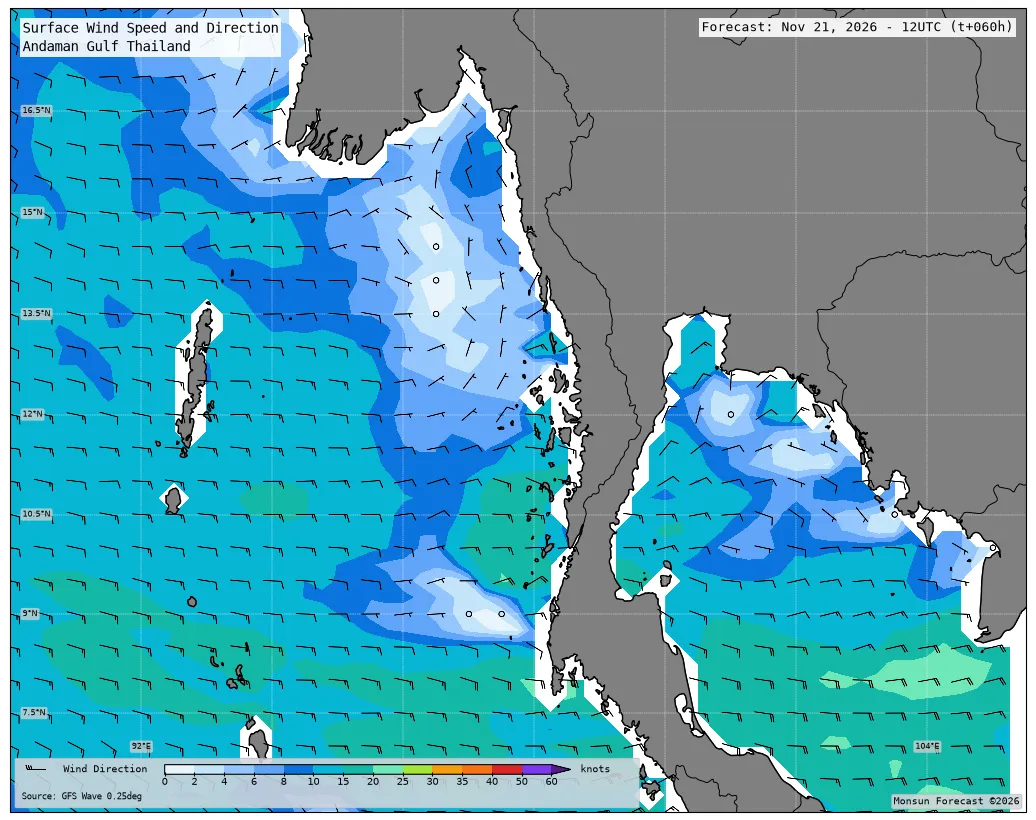 Surface Wind Speed and Direction
Andaman Gulf Thailand
Forecast: Nov 21, 2026 - 12UTC (t+060h)
16.5°N
15°N
13.5°N
12°N
10.5°N
9°N
7.5°N
92°E
104°E
Wind Direction
knots
0 2 4 6 8 10 15 20 25 30 35 40 50 60
Source: GFS Wave 0.25deg
Monsun Forecast ©2026